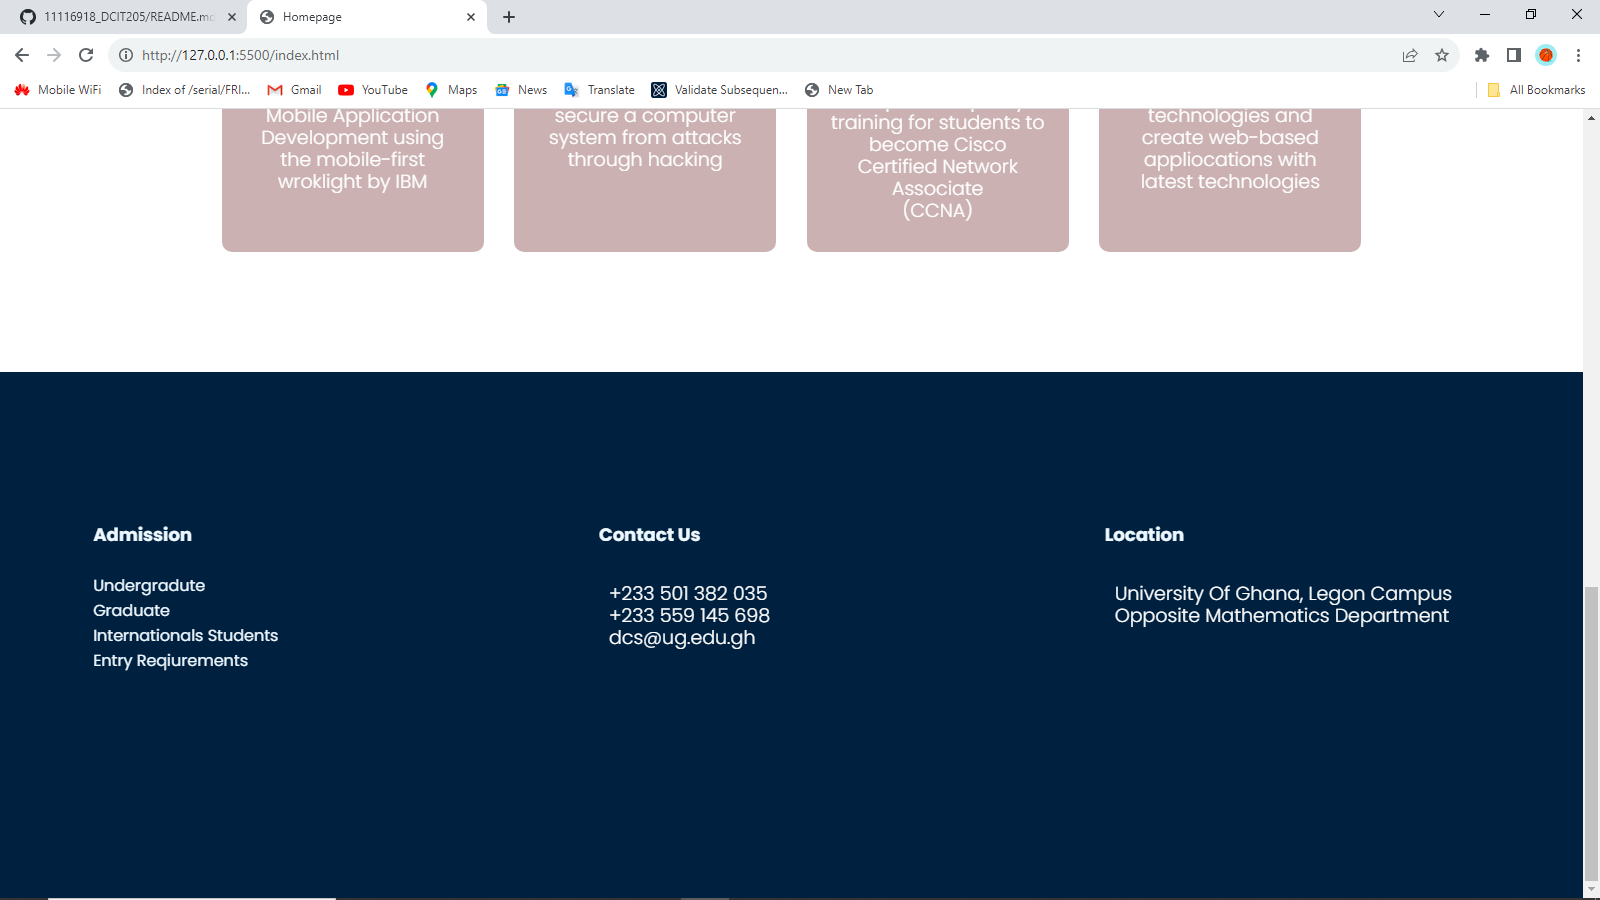 11116918_DCIT205/README.md
Homepage
http://127.0.0.1:5500/index.html
Mobile WiFi
Index of /serial/FRI...
Gmail
YouTube
Maps
News
Translate
Validate Subsequen...
New Tab
All Bookmarks
Mobile Application
Development using
the mobile-first
wroklight by IBM
secure a computer
system from attacks
through hacking
training for students to
become Cisco
Certified Network
Associate
(CCNA)
technologies and
create web-based
appliocations with
latest technologies
Admission
Undergradute
Graduate
Internationals Students
Entry Reqiurements
Contact Us
+233 501 382 035
+233 559 145 698
dcs@ug.edu.gh
Location
University Of Ghana, Legon Campus
Opposite Mathematics Department